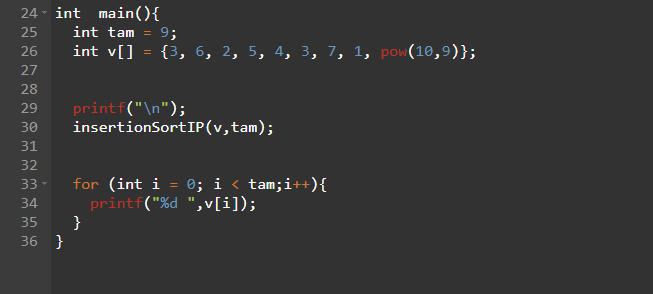 24 int  main(){
25   int tam = 9;
26   int v[] = {3, 6, 2, 5, 4, 3, 7, 1, pow(10,9)};
27
28
29   printf("\n");
30   insertionSortIP(v,tam);
31
32
33   for (int i = 0; i < tam;i++){
34     printf("%d ",v[i]);
35   }
36 }